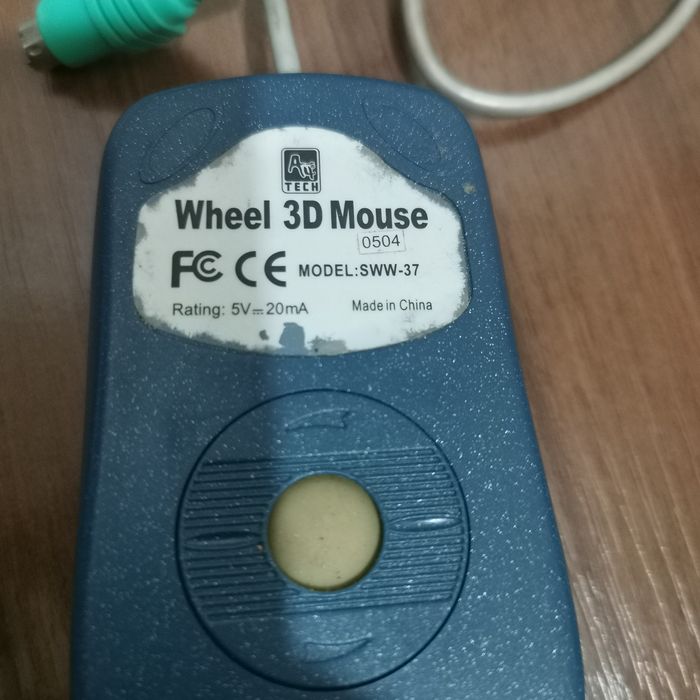 A4
TECH
Wheel 3D Mouse
0504
FC CE MODEL:SWW-37
Rating: 5V⎓20mA Made in China